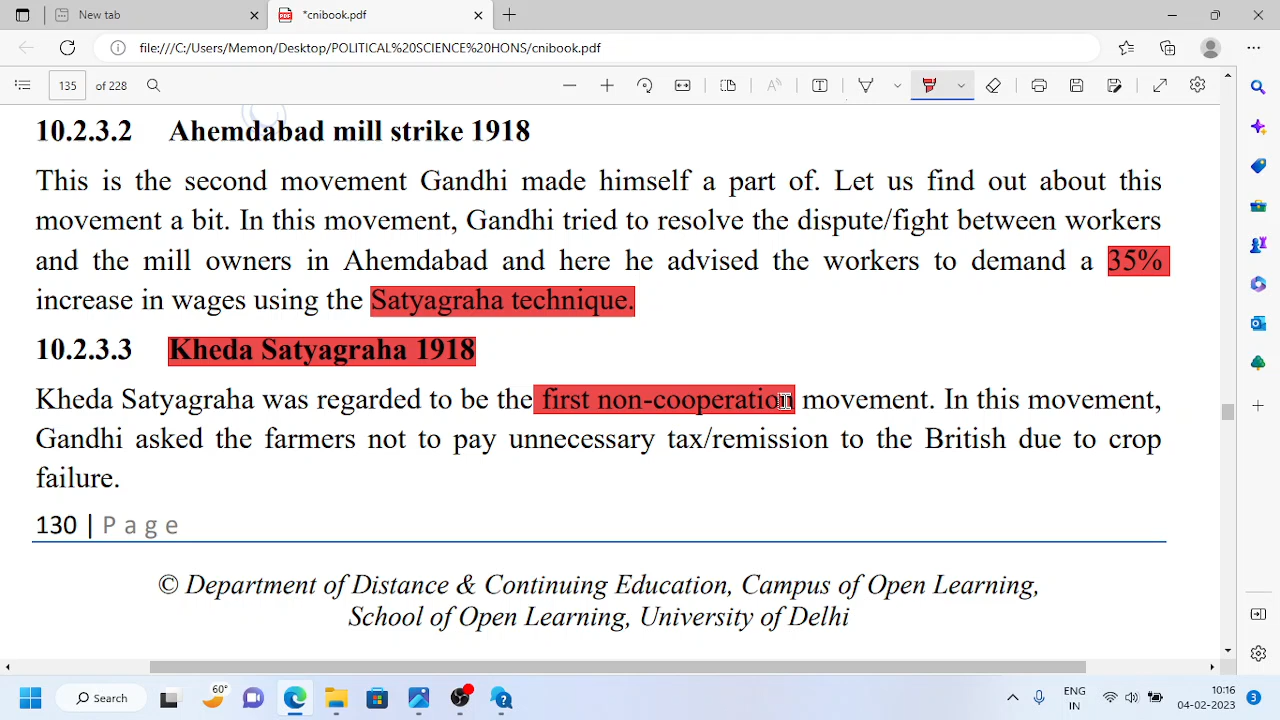 New tab
*cnibook.pdf
file:///C:/Users/Memon/Desktop/POLITICAL%20SCIENCE%20HONS/cnibook.pdf
135 of 228
10.2.3.2 Ahemdabad mill strike 1918
This is the second movement Gandhi made himself a part of. Let us find out about this
movement a bit. In this movement, Gandhi tried to resolve the dispute/fight between workers
and the mill owners in Ahemdabad and here he advised the workers to demand a 35%
increase in wages using the Satyagraha technique.
10.2.3.3 Kheda Satyagraha 1918
Kheda Satyagraha was regarded to be the first non-cooperation movement. In this movement,
Gandhi asked the farmers not to pay unnecessary tax/remission to the British due to crop
failure.
130 | Page
© Department of Distance & Continuing Education, Campus of Open Learning,
School of Open Learning, University of Delhi
Search
60°
ENG
IN
10:16
04-02-2023
3